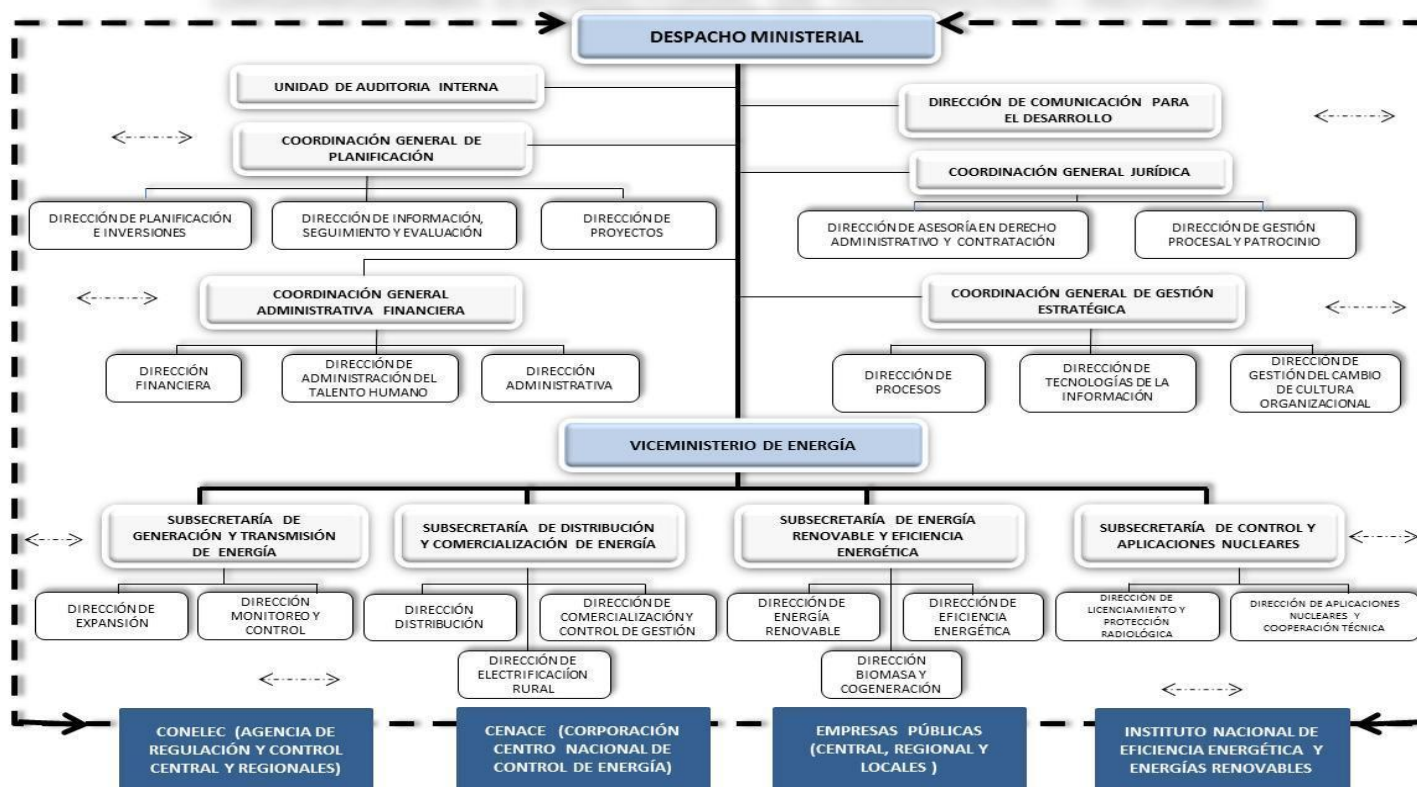 DESPACHO MINISTERIAL
UNIDAD DE AUDITORIA INTERNA
DIRECCIÓN DE COMUNICACIÓN PARA
EL DESARROLLO
COORDINACIÓN GENERAL DE
PLANIFICACIÓN
COORDINACIÓN GENERAL JURÍDICA
DIRECCIÓN DE PLANIFICACIÓN
E INVERSIONES
DIRECCIÓN DE INFORMACIÓN,
SEGUIMIENTO Y EVALUACIÓN
DIRECCIÓN DE
PROYECTOS
DIRECCIÓN DE ASESORÍA EN DERECHO
ADMINISTRATIVO Y CONTRATACIÓN
DIRECCIÓN DE GESTIÓN
PROCESAL Y PATROCINIO
COORDINACIÓN GENERAL
ADMINISTRATIVA FINANCIERA
COORDINACIÓN GENERAL DE GESTIÓN
ESTRATÉGICA
DIRECCIÓN
FINANCIERA
DIRECCIÓN DE
ADMINISTRACIÓN DEL
TALENTO HUMANO
DIRECCIÓN
ADMINISTRATIVA
DIRECCIÓN DE
PROCESOS
DIRECCIÓN DE
TECNOLOGÍAS DE LA
INFORMACIÓN
DIRECCIÓN DE
GESTIÓN DEL CAMBIO
DE CULTURA
ORGANIZACIONAL
VICEMINISTERIO DE ENERGÍA
SUBSECRETARÍA DE
GENERACIÓN Y TRANSMISIÓN
DE ENERGÍA
SUBSECRETARÍA DE DISTRIBUCIÓN
Y COMERCIALIZACIÓN DE ENERGÍA
SUBSECRETARÍA DE ENERGÍA
RENOVABLE Y EFICIENCIA
ENERGÉTICA
SUBSECRETARÍA DE CONTROL Y
APLICACIONES NUCLEARES
DIRECCIÓN DE
EXPANSIÓN
DIRECCIÓN
MONITOREO Y
CONTROL
DIRECCIÓN
DISTRIBUCIÓN
DIRECCIÓN DE
COMERCIALIZACIÓN Y
CONTROL DE GESTIÓN
DIRECCIÓN DE
ENERGÍA
RENOVABLE
DIRECCIÓN DE
EFICIENCIA
ENERGÉTICA
DIRECCIÓN DE
LICENCIAMIENTO Y
PROTECCIÓN
RADIOLÓGICA
DIRECCIÓN DE APLICACIONES
NUCLEARES Y
COOPERACIÓN TÉCNICA
DIRECCIÓN DE
ELECTRIFICACIÍON
RURAL
DIRECCIÓN
BIOMASA Y
COGENERACIÓN
CONELEC (AGENCIA DE
REGULACIÓN Y CONTROL
CENTRAL Y REGIONALES)
CENACE (CORPORACIÓN
CENTRO NACIONAL DE
CONTROL DE ENERGÍA)
EMPRESAS PÚBLICAS
(CENTRAL, REGIONAL Y
LOCALES )
INSTITUTO NACIONAL DE
EFICIENCIA ENERGÉTICA Y
ENERGÍAS RENOVABLES